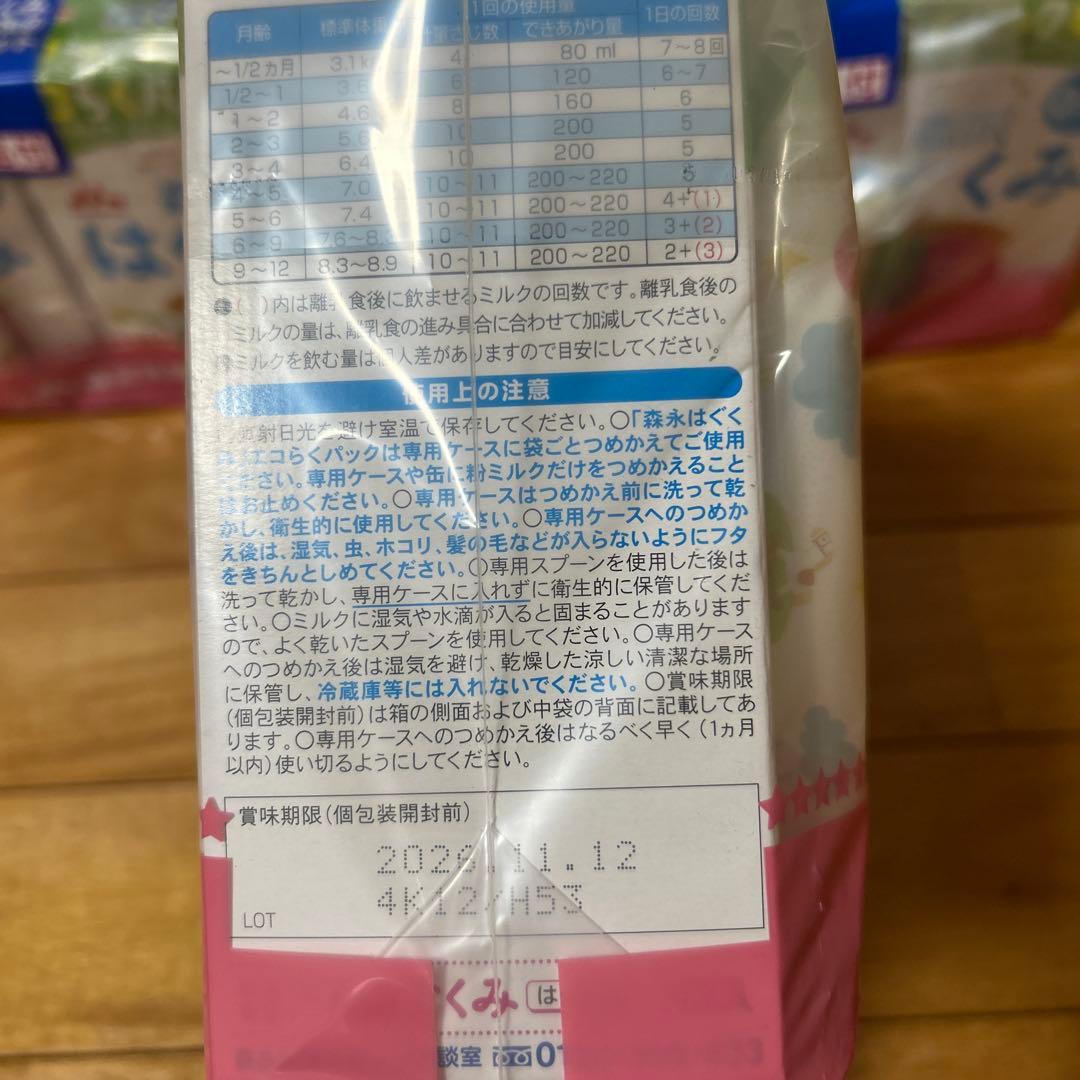 1回の使用量
月齢 標準体重 計量さじ数 できあがり量 1日の回数
～1/2カ月 3.1k 4 80 ml 7～8回
1/2～1 3.6 6 120 6～7
1～2 4.6 8 160 6
2～3 5.6 10 200 5
3～4 6.4 10 200 5
4～5 7.0 10～11 200～220 5
5～6 7.4 10～11 200～220 4+(1)
6～9 7.6～8. 10～11 200～220 3+(2)
9～12 8.3～8.9 10～11 200～220 2+(3)
( )内は離乳食後に飲ませるミルクの回数です。離乳食後の
ミルクの量は、離乳食の進み具合に合わせて加減してください。
ミルクを飲む量は個人差がありますので目安にしてください。
使用上の注意
射日光を避け室温で保存してください。○「森永はぐく
エコらくパックは専用ケースに袋ごとつめかえてご使用
ださい。専用ケースや缶に粉ミルクだけをつめかえること
はお止めください。○専用ケースはつめかえ前に洗って乾
かし、衛生的に使用してください。○専用ケースへのつめか
え後は、湿気、虫、ホコリ、髪の毛などが入らないようにフタ
をきちんとしめてください。○専用スプーンを使用した後は
洗って乾かし、専用ケースに入れずに衛生的に保管してくだ
さい。○ミルクに湿気や水滴が入ると固まることがあります
ので、よく乾いたスプーンを使用してください。○専用ケース
へのつめかえ後は湿気を避け、乾燥した涼しい清潔な場所
に保管し、冷蔵庫等には入れないでください。○賞味期限
(個包装開封前)は箱の側面および中袋の背面に記載してあ
ります。○専用ケースへのつめかえ後はなるべく早く(1ヵ月
以内)使い切るようにしてください。
賞味期限(個包装開封前)
2026.11.12
4K12/H53
LOT
くみ は
談室 01